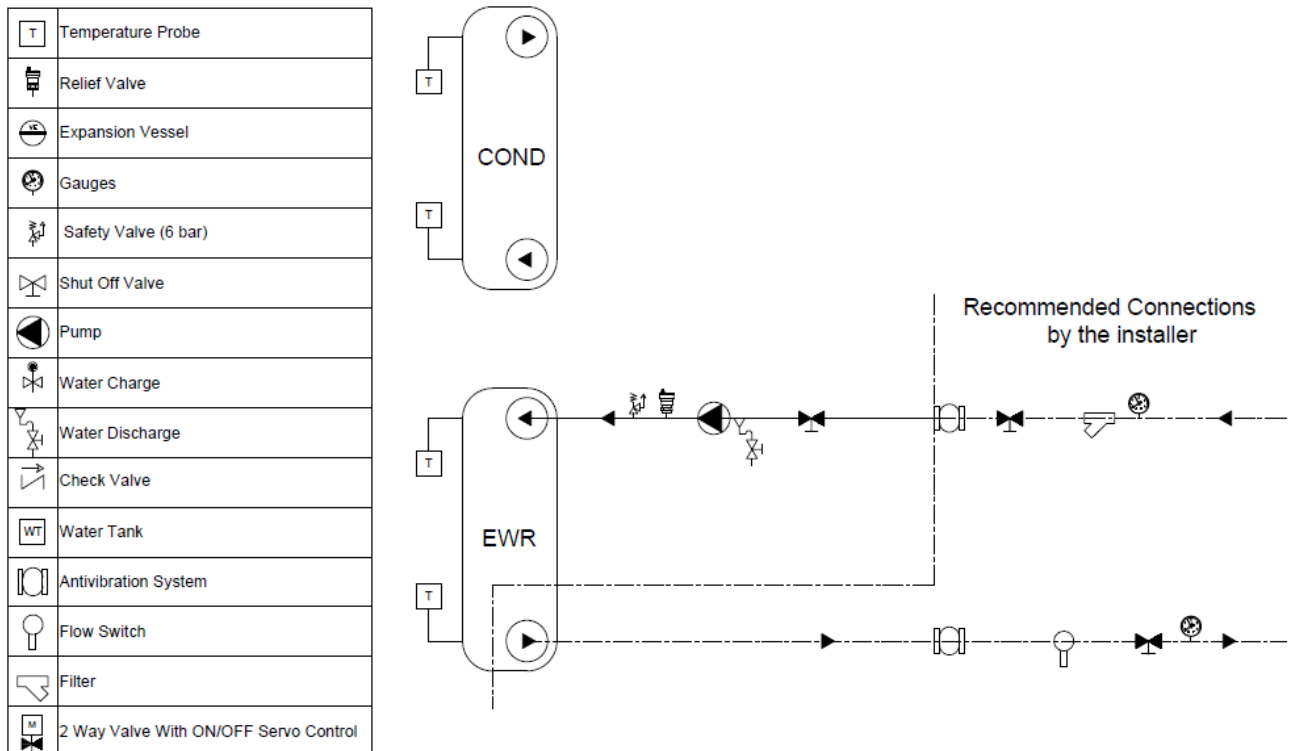 T Temperature Probe
Relief Valve
VE Expansion Vessel
Gauges
Safety Valve (6 bar)
Shut Off Valve
Pump
Water Charge
Water Discharge
Check Valve
WT Water Tank
Antivibration System
Flow Switch
Filter
M 2 Way Valve With ON/OFF Servo Control
T
COND
T
Recommended Connections
by the installer
T
EWR
T